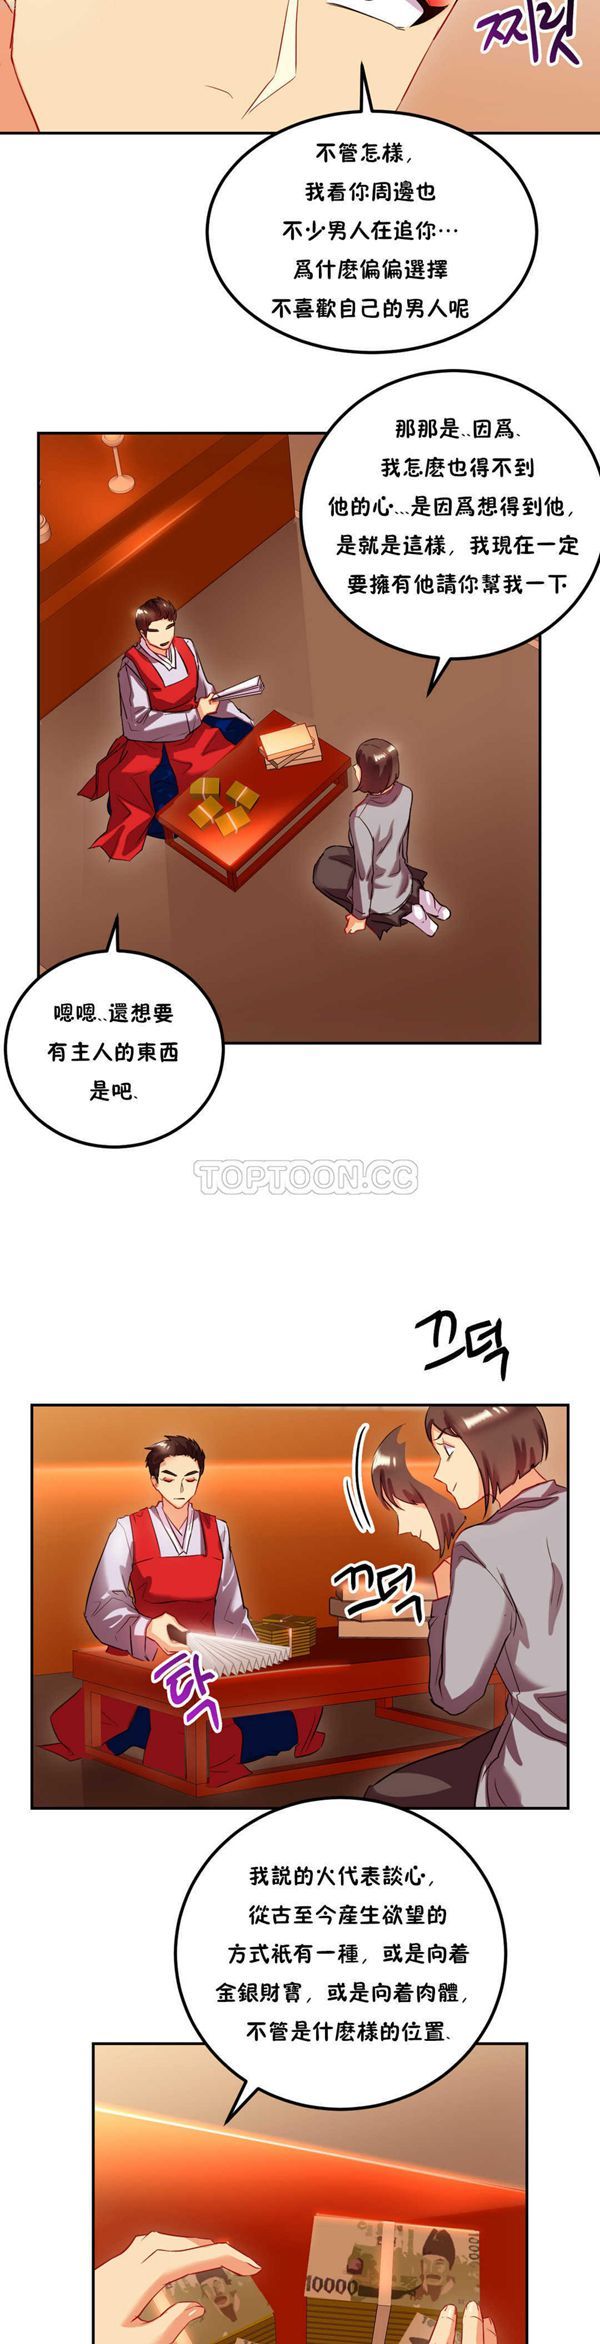 찌릿
不管怎樣,
我看你周邊也
不少男人在追你…
爲什麽偏偏選擇
不喜歡自己的男人呢
那那是..因爲.
我怎麽也得不到
他的心...是因爲想得到他,
是就是這樣, 我現在一定
要擁有他請你幫我一下
嗯嗯..還想要
有主人的東西
是吧.
TOPTOON.CC
끄덕
끄덕
탁
我說的火代表談心,
從古至今産生欲望的
方式衹有一種, 或是向着
金銀財寶, 或是向着肉體,
不管是什麽樣的位置.
10000
10000